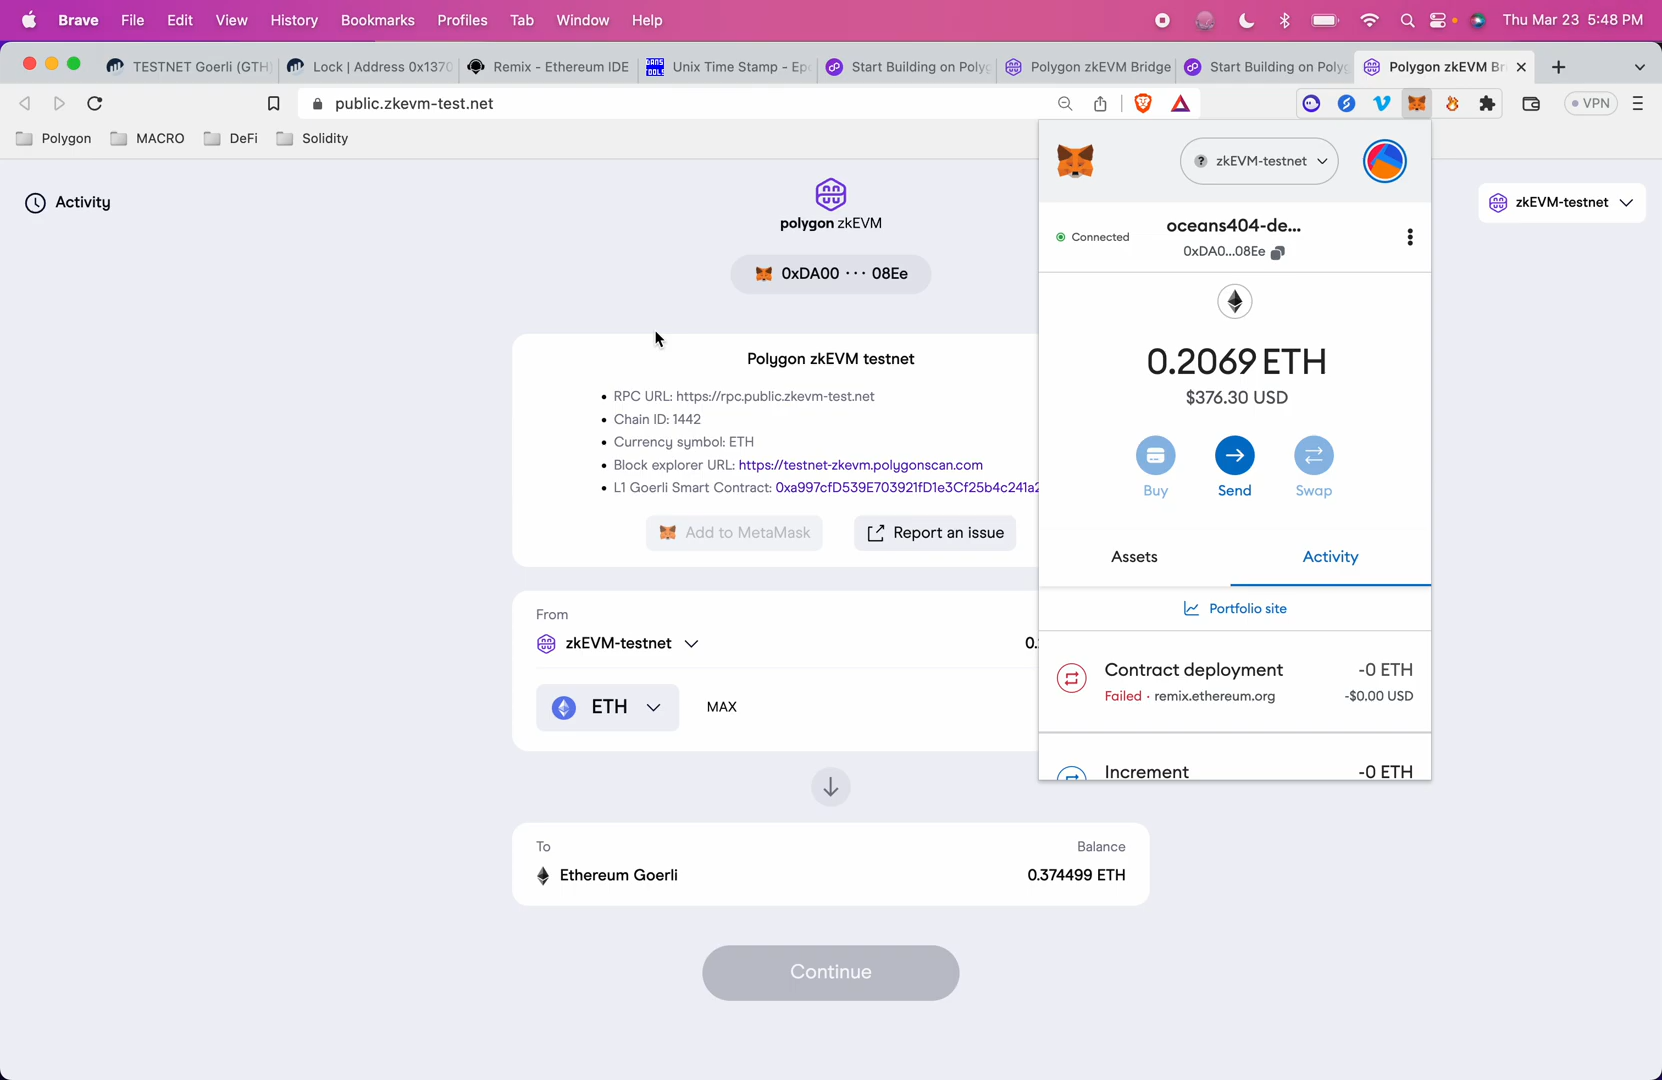 Brave File Edit View History Bookmarks Profiles Tab Window Help Thu Mar 23 5:48 PM
TESTNET Goerli (GTH Lock | Address 0x1370 Remix - Ethereum IDE Unix Time Stamp - Epo Start Building on Polyg Polygon zkEVM Bridge Start Building on Polyg Polygon zkEVM Br
public.zkevm-test.net VPN
Polygon MACRO DeFi Solidity
Activity
polygon zkEVM
zkEVM-testnet
0xDA00 ··· 08Ee
Polygon zkEVM testnet
• RPC URL: https://rpc.public.zkevm-test.net
• Chain ID: 1442
• Currency symbol: ETH
• Block explorer URL: https://testnet-zkevm.polygonscan.com
• L1 Goerli Smart Contract: 0xa997cfD539E703921fD1e3Cf25b4c241a2
Add to MetaMask Report an issue
From
zkEVM-testnet 0.
ETH MAX
To Balance
Ethereum Goerli 0.374499 ETH
Continue
? zkEVM-testnet
Connected oceans404-de...
0xDA0...08Ee
0.2069 ETH
$376.30 USD
Buy Send Swap
Assets Activity
Portfolio site
Contract deployment -0 ETH
Failed · remix.ethereum.org -$0.00 USD
Increment -0 ETH